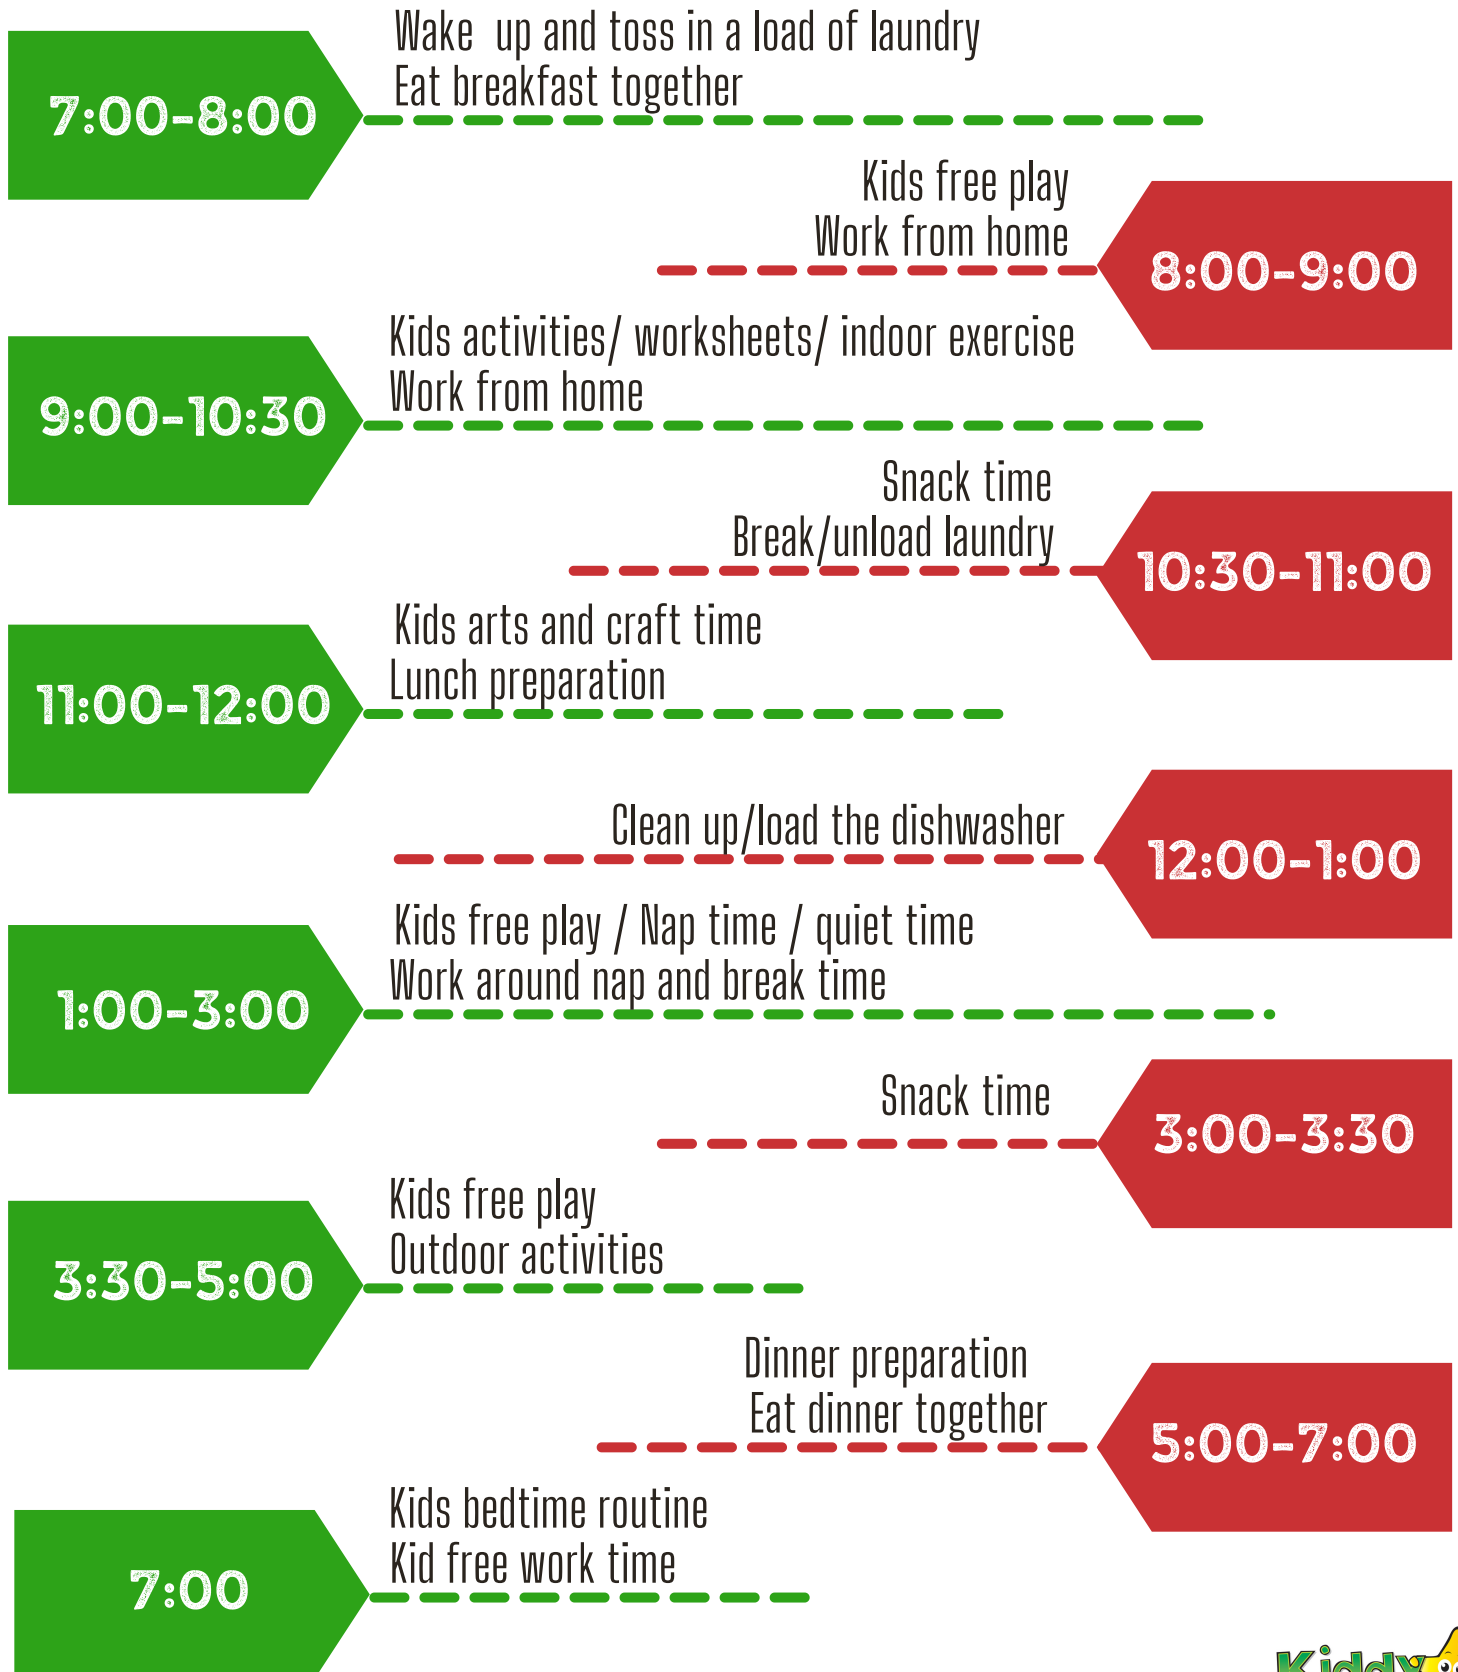 Wake up and toss in a load of laundry
Eat breakfast together
7:00-8:00
Kids free play
Work from home
8:00-9:00
Kids activities/ worksheets/ indoor exercise
Work from home
9:00-10:30
Snack time
Break/unload laundry
10:30-11:00
Kids arts and craft time
Lunch preparation
11:00-12:00
Clean up/load the dishwasher
12:00-1:00
Kids free play / Nap time / quiet time
Work around nap and break time
1:00-3:00
Snack time
3:00-3:30
Kids free play
Outdoor activities
3:30-5:00
Dinner preparation
Eat dinner together
5:00-7:00
Kids bedtime routine
Kid free work time
7:00
Kiddy